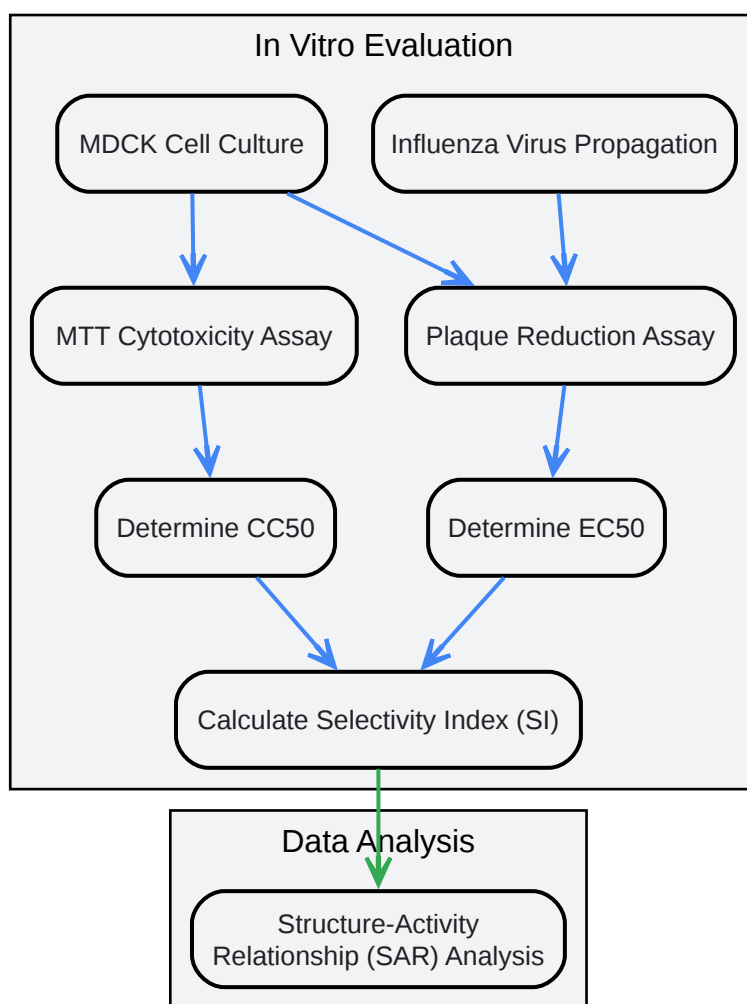 In Vitro Evaluation
MDCK Cell Culture
Influenza Virus Propagation
MTT Cytotoxicity Assay
Plaque Reduction Assay
Determine CC50
Determine EC50
Calculate Selectivity Index (SI)
Data Analysis
Structure-Activity
Relationship (SAR) Analysis